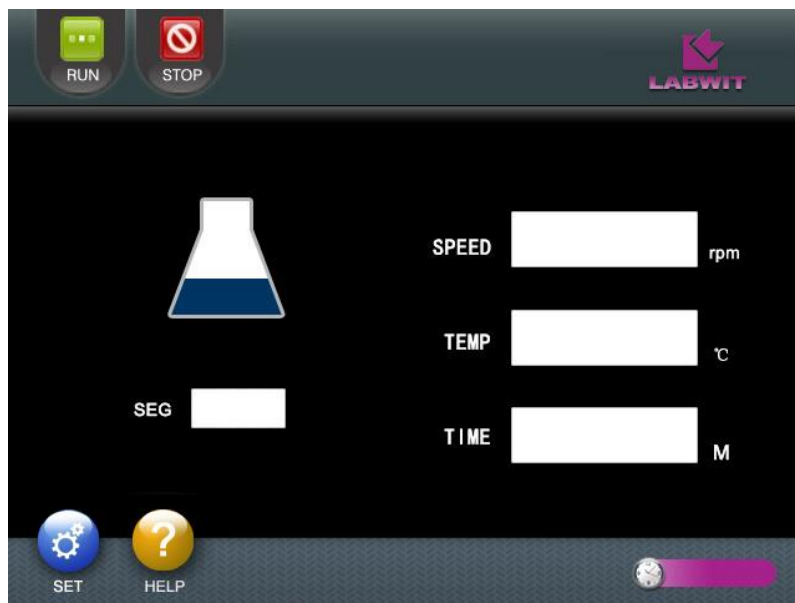 RUN
STOP
LABWIT
SPEED
rpm
TEMP
℃
SEG
TIME
M
?
SET
HELP